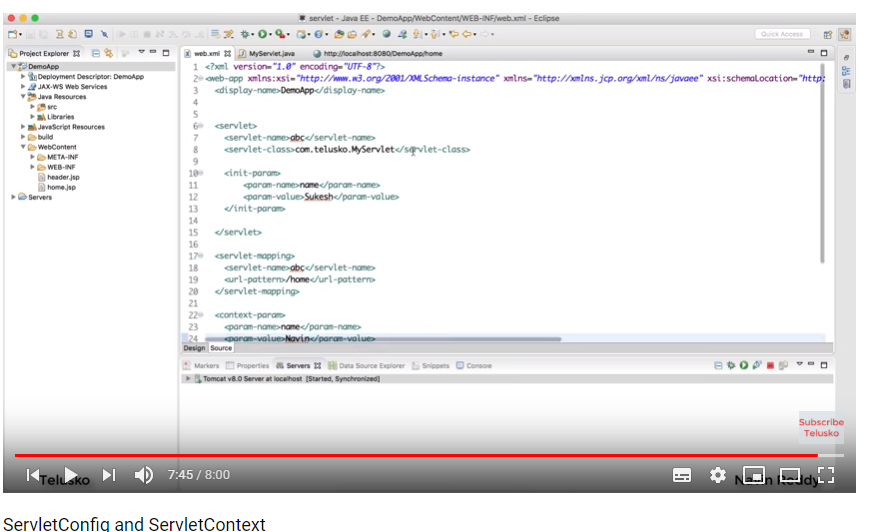 servlet - Java EE - DemoApp/WebContent/WEB-INF/web.xml - Eclipse
Quick Access
Project Explorer
DemoApp
Deployment Descriptor: DemoApp
JAX-WS Web Services
Java Resources
src
Libraries
JavaScript Resources
build
WebContent
META-INF
WEB-INF
header.jsp
home.jsp
Servers
web.xml
MyServlet.java
http://localhost:8080/DemoApp/home
1 <?xml version="1.0" encoding="UTF-8"?>
2 <web-app xmlns:xsi="http://www.w3.org/2001/XMLSchema-instance" xmlns="http://xmlns.jcp.org/xml/ns/javaee" xsi:schemaLocation="http:
3 <display-name>DemoApp</display-name>
4
5
6 <servlet>
7 <servlet-name>abc</servlet-name>
8 <servlet-class>com.telusko.MyServlet</servlet-class>
9
10 <init-param>
11 <param-name>name</param-name>
12 <param-value>Sukesh</param-value>
13 </init-param>
14
15 </servlet>
16
17 <servlet-mapping>
18 <servlet-name>abc</servlet-name>
19 <url-pattern>/home</url-pattern>
20 </servlet-mapping>
21
22 <context-param>
23 <param-name>name</param-name>
24 <param-value>Navin</param-value>
Design Source
Markers Properties Servers Data Source Explorer Snippets Console
Tomcat v8.0 Server at localhost [Started, Synchronized]
Subscribe
Telusko
Telusko
7:45 / 8:00
Navin Reddy
ServletConfig and ServletContext